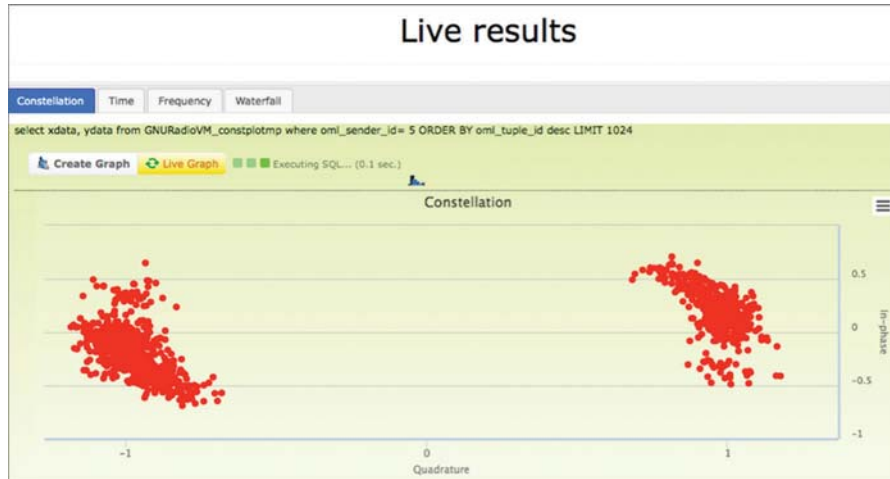 Live results
Constellation Time Frequency Waterfall
select xdata, ydata from GNURadioVM_constplotmp where oml_sender_id= 5 ORDER BY oml_tuple_id desc LIMIT 1024
Create Graph Live Graph Executing SQL... (0.1 sec.)
Constellation
0.5
0
-0.5
-1
In-phase
-1 0 1
Quadrature